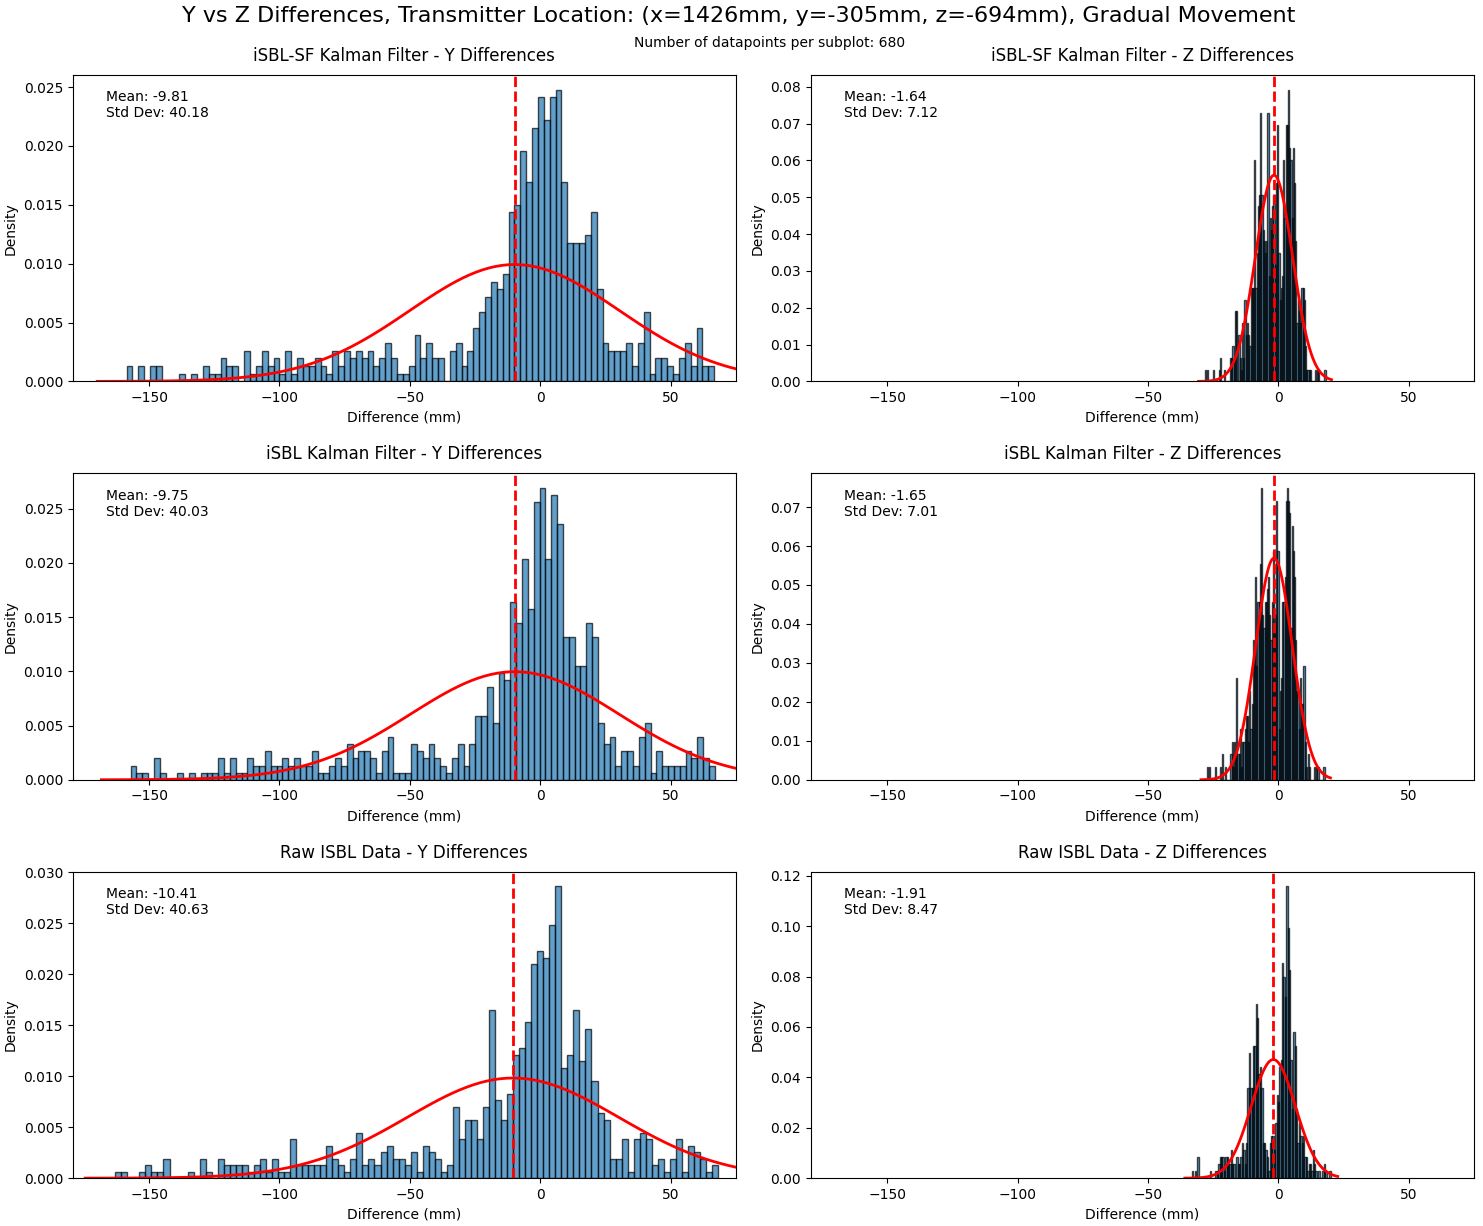 Y vs Z Differences, Transmitter Location: (x=1426mm, y=-305mm, z=-694mm), Gradual Movement
Number of datapoints per subplot: 680
iSBL-SF Kalman Filter - Y Differences
Mean: -9.81
Std Dev: 40.18
Density
0.025
0.020
0.015
0.010
0.005
0.000
−150
−100
−50
0
50
Difference (mm)
iSBL-SF Kalman Filter - Z Differences
Mean: -1.64
Std Dev: 7.12
Density
0.08
0.07
0.06
0.05
0.04
0.03
0.02
0.01
0.00
−150
−100
−50
0
50
Difference (mm)
iSBL Kalman Filter - Y Differences
Mean: -9.75
Std Dev: 40.03
Density
0.025
0.020
0.015
0.010
0.005
0.000
−150
−100
−50
0
50
Difference (mm)
iSBL Kalman Filter - Z Differences
Mean: -1.65
Std Dev: 7.01
Density
0.07
0.06
0.05
0.04
0.03
0.02
0.01
0.00
−150
−100
−50
0
50
Difference (mm)
Raw ISBL Data - Y Differences
Mean: -10.41
Std Dev: 40.63
Density
0.030
0.025
0.020
0.015
0.010
0.005
0.000
−150
−100
−50
0
50
Difference (mm)
Raw ISBL Data - Z Differences
Mean: -1.91
Std Dev: 8.47
Density
0.12
0.10
0.08
0.06
0.04
0.02
0.00
−150
−100
−50
0
50
Difference (mm)